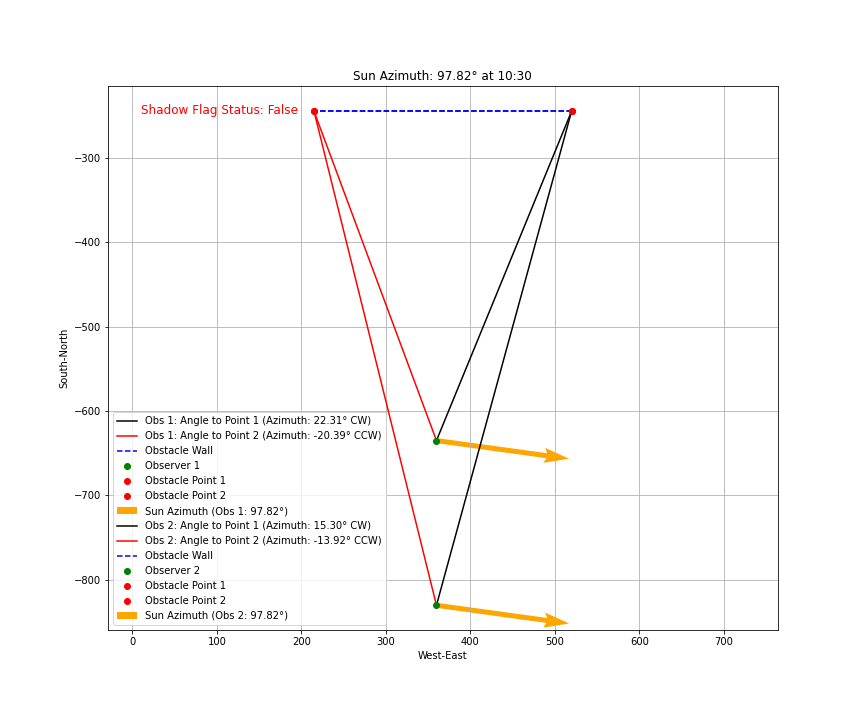 Sun Azimuth: 97.82° at 10:30
Shadow Flag Status: False
−300
−400
−500
−600
−700
−800
South-North
Obs 1: Angle to Point 1 (Azimuth: 22.31° CW)
Obs 1: Angle to Point 2 (Azimuth: -20.39° CCW)
Obstacle Wall
Observer 1
Obstacle Point 1
Obstacle Point 2
Sun Azimuth (Obs 1: 97.82°)
Obs 2: Angle to Point 1 (Azimuth: 15.30° CW)
Obs 2: Angle to Point 2 (Azimuth: -13.92° CCW)
Obstacle Wall
Observer 2
Obstacle Point 1
Obstacle Point 2
Sun Azimuth (Obs 2: 97.82°)
0 100 200 300 400 500 600 700
West-East